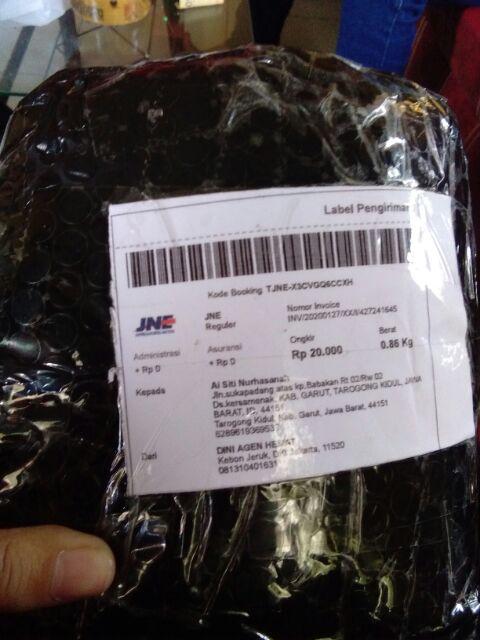 Label Pengiriman
Kode Booking TJNE-X3CVGQ6CCXH
JNE
JNE
Reguler
Nomor Invoice
INV/20200127/XX/I/427241645
Administrasi
+ Rp 0
Asuransi
+ Rp 0
Ongkir
Rp 20.000
Berat
0.86 Kg
Kepada
Ai Siti Nurhasanah
Jln.sukapadang atas kp.Babakan Rt 02/Rw 02
Ds.kersamenak, KAB. GARUT, TAROGONG KIDUL, JAWA
BARAT, ID, 44151
Tarogong Kidul, Kab. Garut, Jawa Barat, 44151
6289619369537
Dari
DINI AGEN HEMAT
Kebon Jeruk, DKI Jakarta, 11520
081310401631